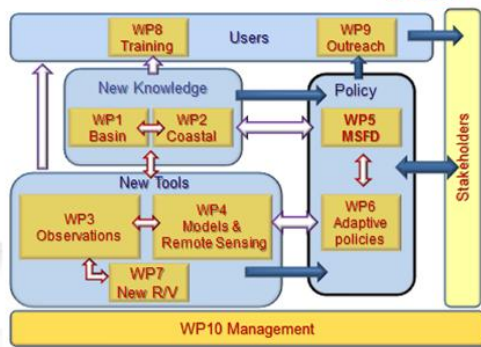 WP8
Training
Users
WP9
Outreach
New Knowledge
WP1
Basin
WP2
Coastal
Policy
WP5
MSFD
New Tools
WP3
Observations
WP4
Models &
Remote Sensing
WP6
Adaptive
policies
WP7
New R/V
Stakeholders
WP10 Management